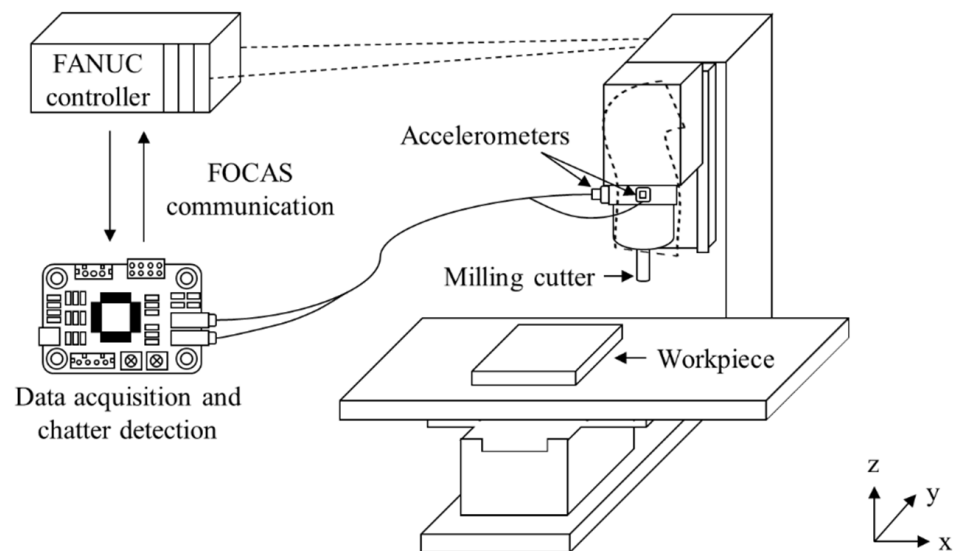 FANUC
controller
Accelerometers
FOCAS
communication
Milling cutter
Workpiece
Data acquisition and
chatter detection
z
y
x